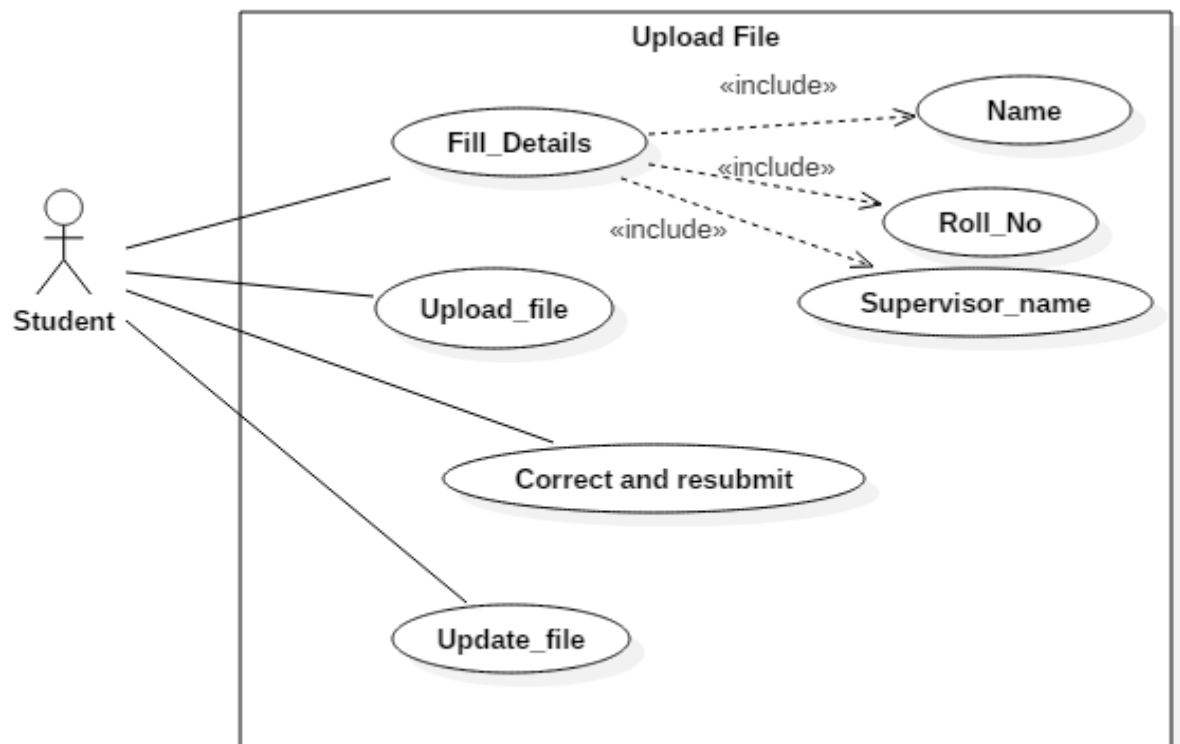 Upload File
«include»
Name
Fill_Details
«include»
Roll_No
«include»
Supervisor_name
Upload_file
Student
Correct and resubmit
Update_file